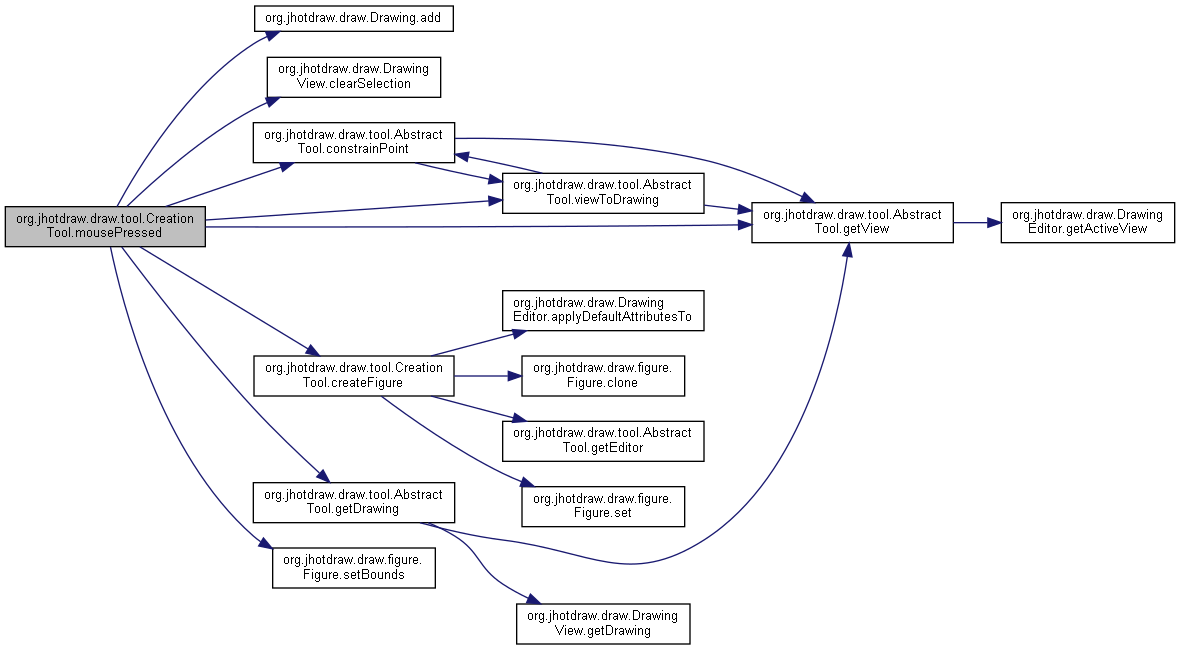 org.jhotdraw.draw.Drawing.add
org.jhotdraw.draw.Drawing
View.clearSelection
org.jhotdraw.draw.tool.Abstract
Tool.constrainPoint
org.jhotdraw.draw.tool.Abstract
Tool.viewToDrawing
org.jhotdraw.draw.tool.Creation
Tool.mousePressed
org.jhotdraw.draw.tool.Abstract
Tool.getView
org.jhotdraw.draw.Drawing
Editor.getActiveView
org.jhotdraw.draw.Drawing
Editor.applyDefaultAttributesTo
org.jhotdraw.draw.tool.Creation
Tool.createFigure
org.jhotdraw.draw.figure.
Figure.clone
org.jhotdraw.draw.tool.Abstract
Tool.getEditor
org.jhotdraw.draw.tool.Abstract
Tool.getDrawing
org.jhotdraw.draw.figure.
Figure.set
org.jhotdraw.draw.figure.
Figure.setBounds
org.jhotdraw.draw.Drawing
View.getDrawing